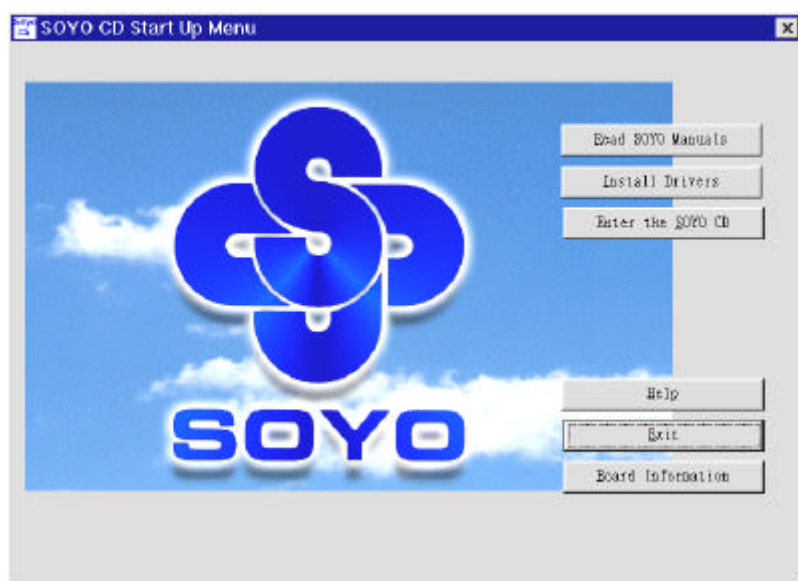 SOYO CD Start Up Menu
Read SOYO Manuals
Install Drivers
Enter the SOYO CD
SOYO
Help
Exit
Board Information